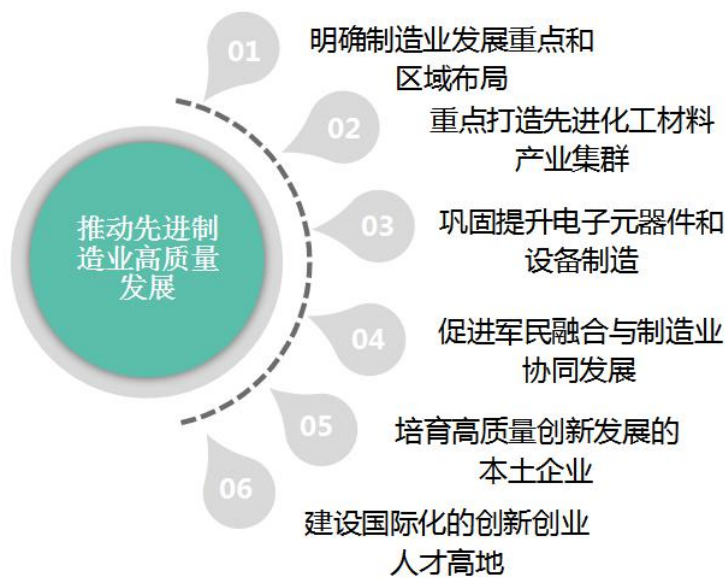 01
明确制造业发展重点和
区域布局
02
重点打造先进化工材料
产业集群
推动先进制
造业高质量
发展
03
巩固提升电子元器件和
设备制造
04
促进军民融合与制造业
协同发展
05
培育高质量创新发展的
本土企业
06
建设国际化的创新创业
人才高地